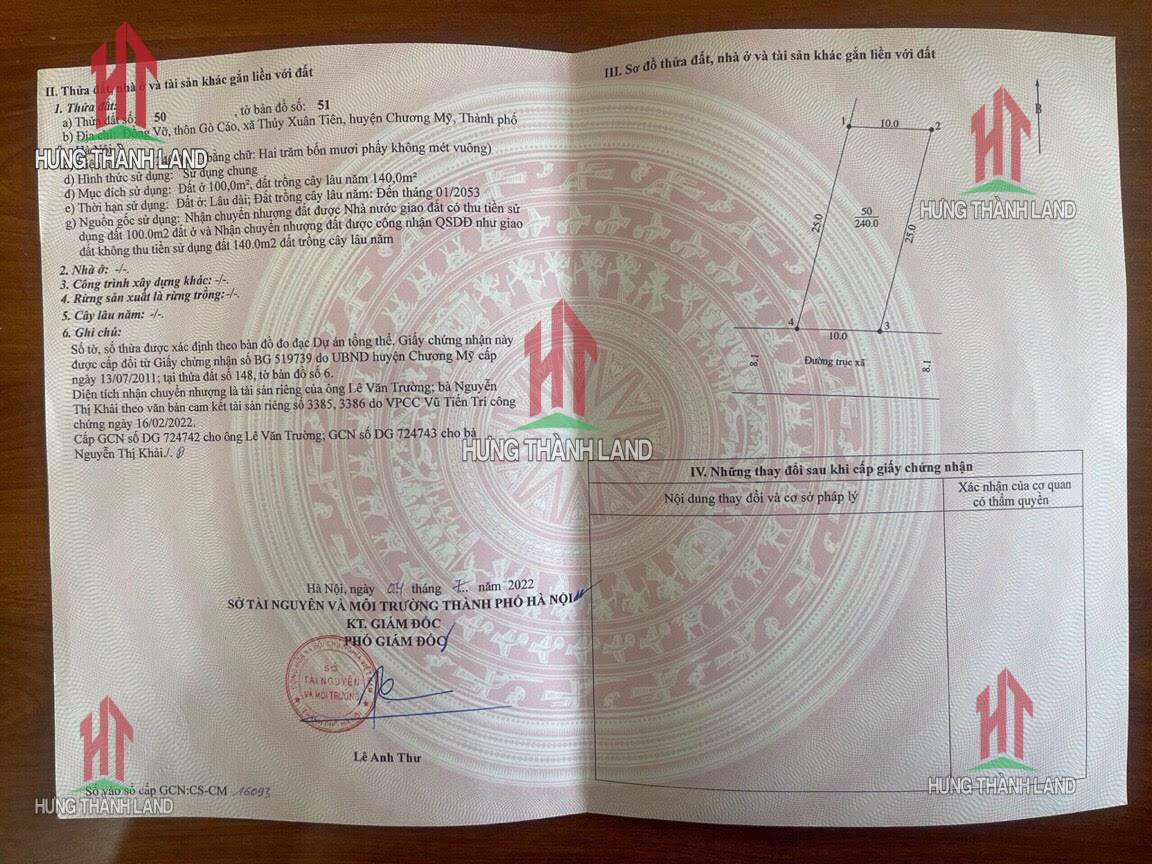 II. Thửa đất, nhà ở và tài sản khác gắn liền với đất
1. Thửa đất:
a) Thửa đất số: 50 , tờ bản đồ số: 51
b) Địa chỉ: Đồng Vỡ, thôn Gò Cáo, xã Thủy Xuân Tiên, huyện Chương Mỹ, Thành phố
bằng chữ: Hai trăm bốn mươi phẩy không mét vuông)
d) Hình thức sử dụng: Sử dụng chung
đ) Mục đích sử dụng: Đất ở 100,0m², đất trồng cây lâu năm 140,0m²
e) Thời hạn sử dụng: Đất ở: Lâu dài; Đất trồng cây lâu năm: Đến tháng 01/2053
g) Nguồn gốc sử dụng: Nhận chuyển nhượng đất được Nhà nước giao đất có thu tiền sử
dụng đất 100.0m2 đất ở và Nhận chuyển nhượng đất được công nhận QSDĐ như giao
đất không thu tiền sử dụng đất 140.0m2 đất trồng cây lâu năm
2. Nhà ở: -/-.
3. Công trình xây dựng khác: -/-.
4. Rừng sản xuất là rừng trồng:-/-.
5. Cây lâu năm: -/-.
6. Ghi chú:
Số tờ, số thửa được xác định theo bản đồ đo đạc Dự án tổng thể. Giấy chứng nhận này
được cấp đổi từ Giấy chứng nhận số BG 519739 do UBND huyện Chương Mỹ cấp
ngày 13/07/2011; tại thửa đất số 148, tờ bản đồ số 6.
Diện tích nhận chuyển nhượng là tài sản riêng của ông Lê Văn Trường; bà Nguyễn
Thị Khải theo văn bản cam kết tài sản riêng số 3385, 3386 do VPCC Vũ Tiến Trí công
chứng ngày 16/02/2022.
Cấp GCN số DG 724742 cho ông Lê Văn Trường; GCN số DG 724743 cho bà
Nguyễn Thị Khải./.
Hà Nội, ngày 04 tháng 7. năm 2022
SỞ TÀI NGUYÊN VÀ MÔI TRƯỜNG THÀNH PHỐ HÀ NỘI
KT. GIÁM ĐỐC
PHÓ GIÁM ĐỐC
SỞ
TÀI NGUYÊN
VÀ MÔI TRƯỜNG
Lê Anh Thư
Số vào sổ cấp GCN:CS-CM 16093
III. Sơ đồ thửa đất, nhà ở và tài sản khác gắn liền với đất
B
1 10.0 2
25.0
50
240.0
25.0
4 10.0 3
8,1 Đường trục xã 8,1
IV. Những thay đổi sau khi cấp giấy chứng nhận
Nội dung thay đổi và cơ sở pháp lý
Xác nhận của cơ quan
có thẩm quyền
HƯNG THÀNH LAND
HƯNG THÀNH LAND
HƯNG THÀNH LAND
HƯNG THÀNH LAND
HƯNG THÀNH LAND